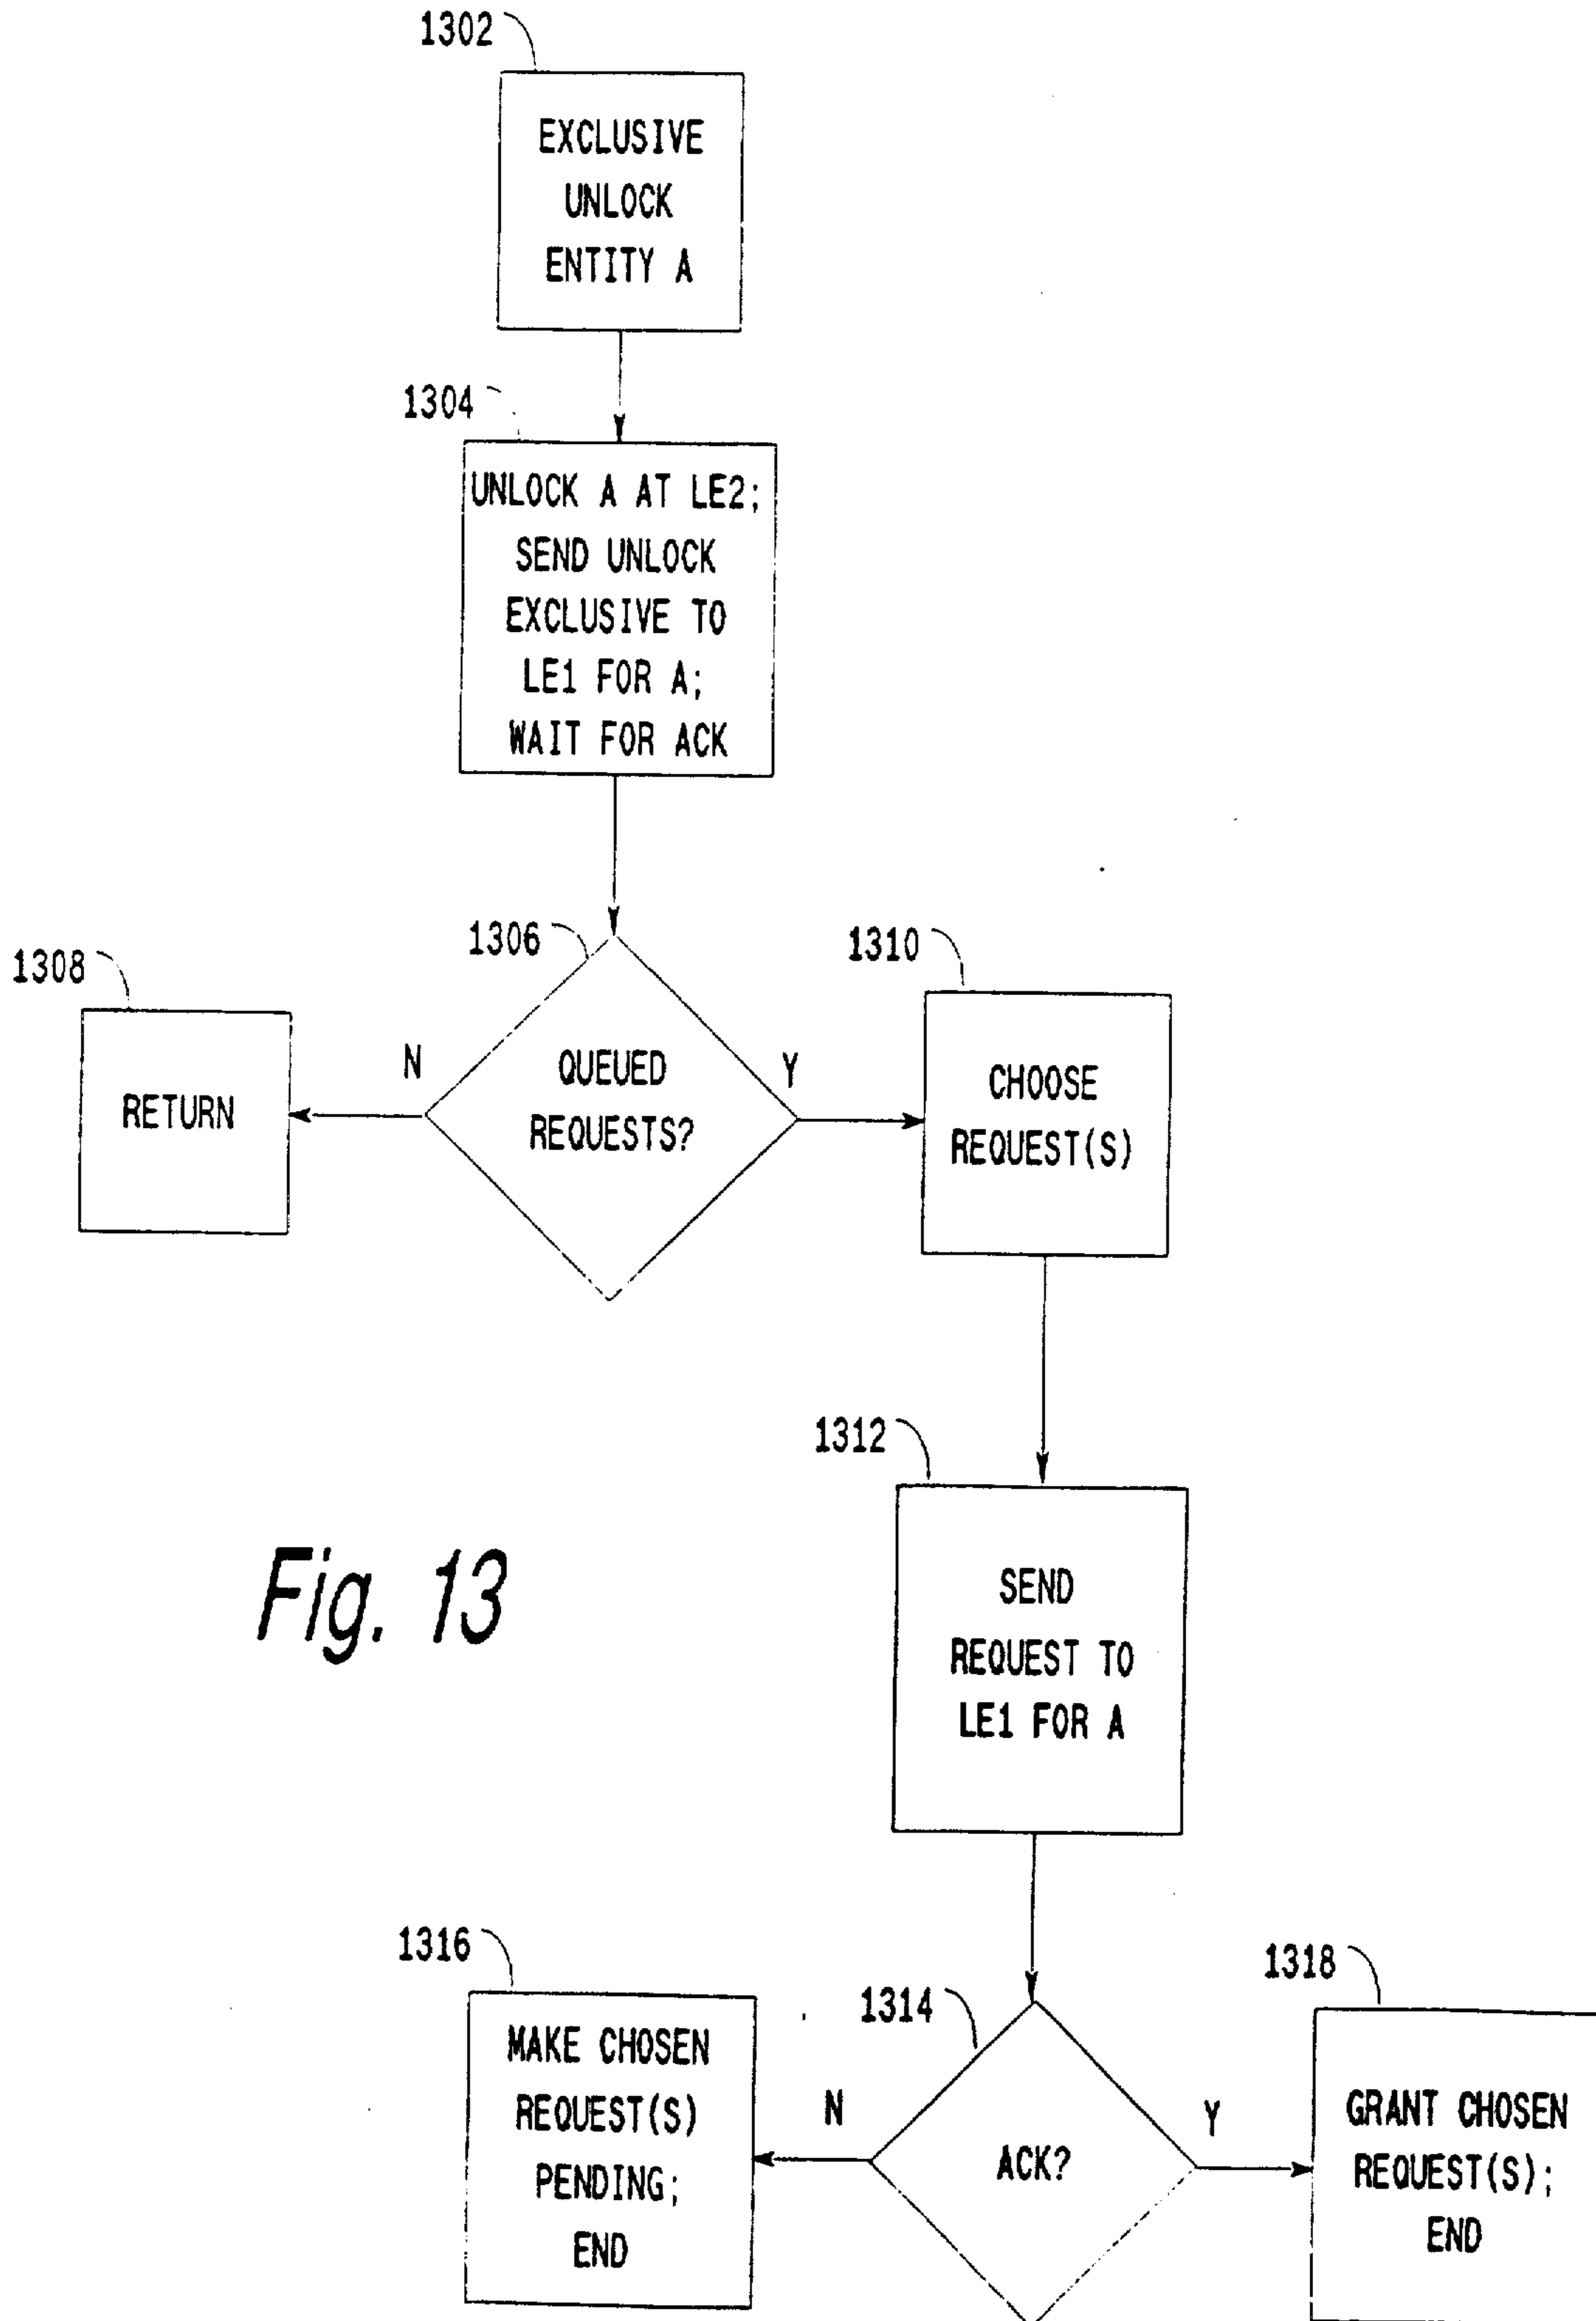 1302
EXCLUSIVE
UNLOCK
ENTITY A
1304
UNLOCK A AT LE2;
SEND UNLOCK
EXCLUSIVE TO
LE1 FOR A;
WAIT FOR ACK
1306
QUEUED
REQUESTS?
N
Y
1308
RETURN
1310
CHOOSE
REQUEST(S)
1312
SEND
REQUEST TO
LE1 FOR A
Fig. 13
1314
ACK?
N
Y
1316
MAKE CHOSEN
REQUEST(S)
PENDING;
END
1318
GRANT CHOSEN
REQUEST(S);
END